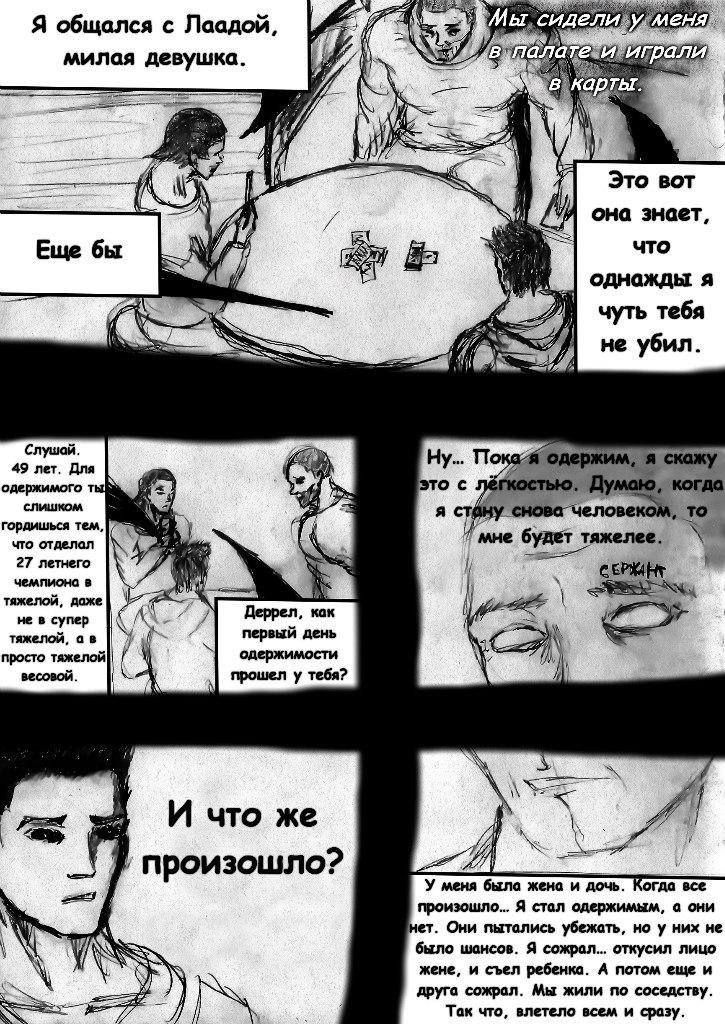 Я общался с Лаадой,
милая девушка.
Мы сидели у меня
в палате и играли
в карты.
Это вот
она знает,
что
однажды я
чуть тебя
не убил.
Еще бы
Слушай.
49 лет. Для
одержимого ты
слишком
гордишься тем,
что отделал
27 летнего
чемпиона в
тяжелой, даже
не в супер
тяжелой, а в
просто тяжелой
весовой.
Деррел, как
первый день
одержимости
прошел у тебя?
Ну... Пока я одержим, я скажу
это с лёгкостью. Думаю, когда
я стану снова человеком, то
мне будет тяжелее.
СЕРЖАНТ
И что же
произошло?
У меня была жена и дочь. Когда все
произошло... Я стал одержимым, а они
нет. Они пытались убежать, но у них не
было шансов. Я сожрал... откусил лицо
жене, и съел ребенка. А потом еще и
друга сожрал. Мы жили по соседству.
Так что, влетело всем и сразу.